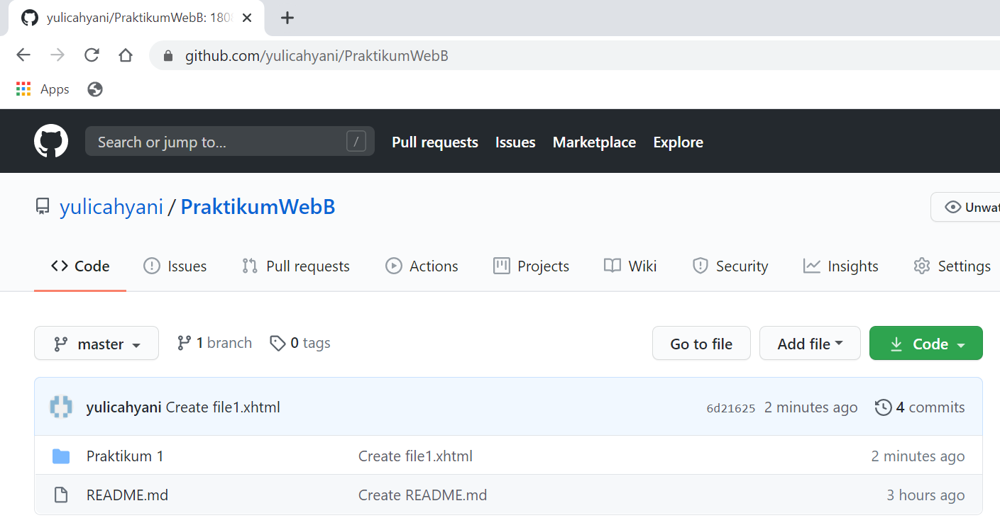 yulicahyani/PraktikumWebB: 180
github.com/yulicahyani/PraktikumWebB
Apps
Search or jump to... / Pull requests Issues Marketplace Explore
yulicahyani / PraktikumWebB Unwat
Code Issues Pull requests Actions Projects Wiki Security Insights Settings
master 1 branch 0 tags Go to file Add file Code
yulicahyani Create file1.xhtml 6d21625 2 minutes ago 4 commits
Praktikum 1 Create file1.xhtml 2 minutes ago
README.md Create README.md 3 hours ago